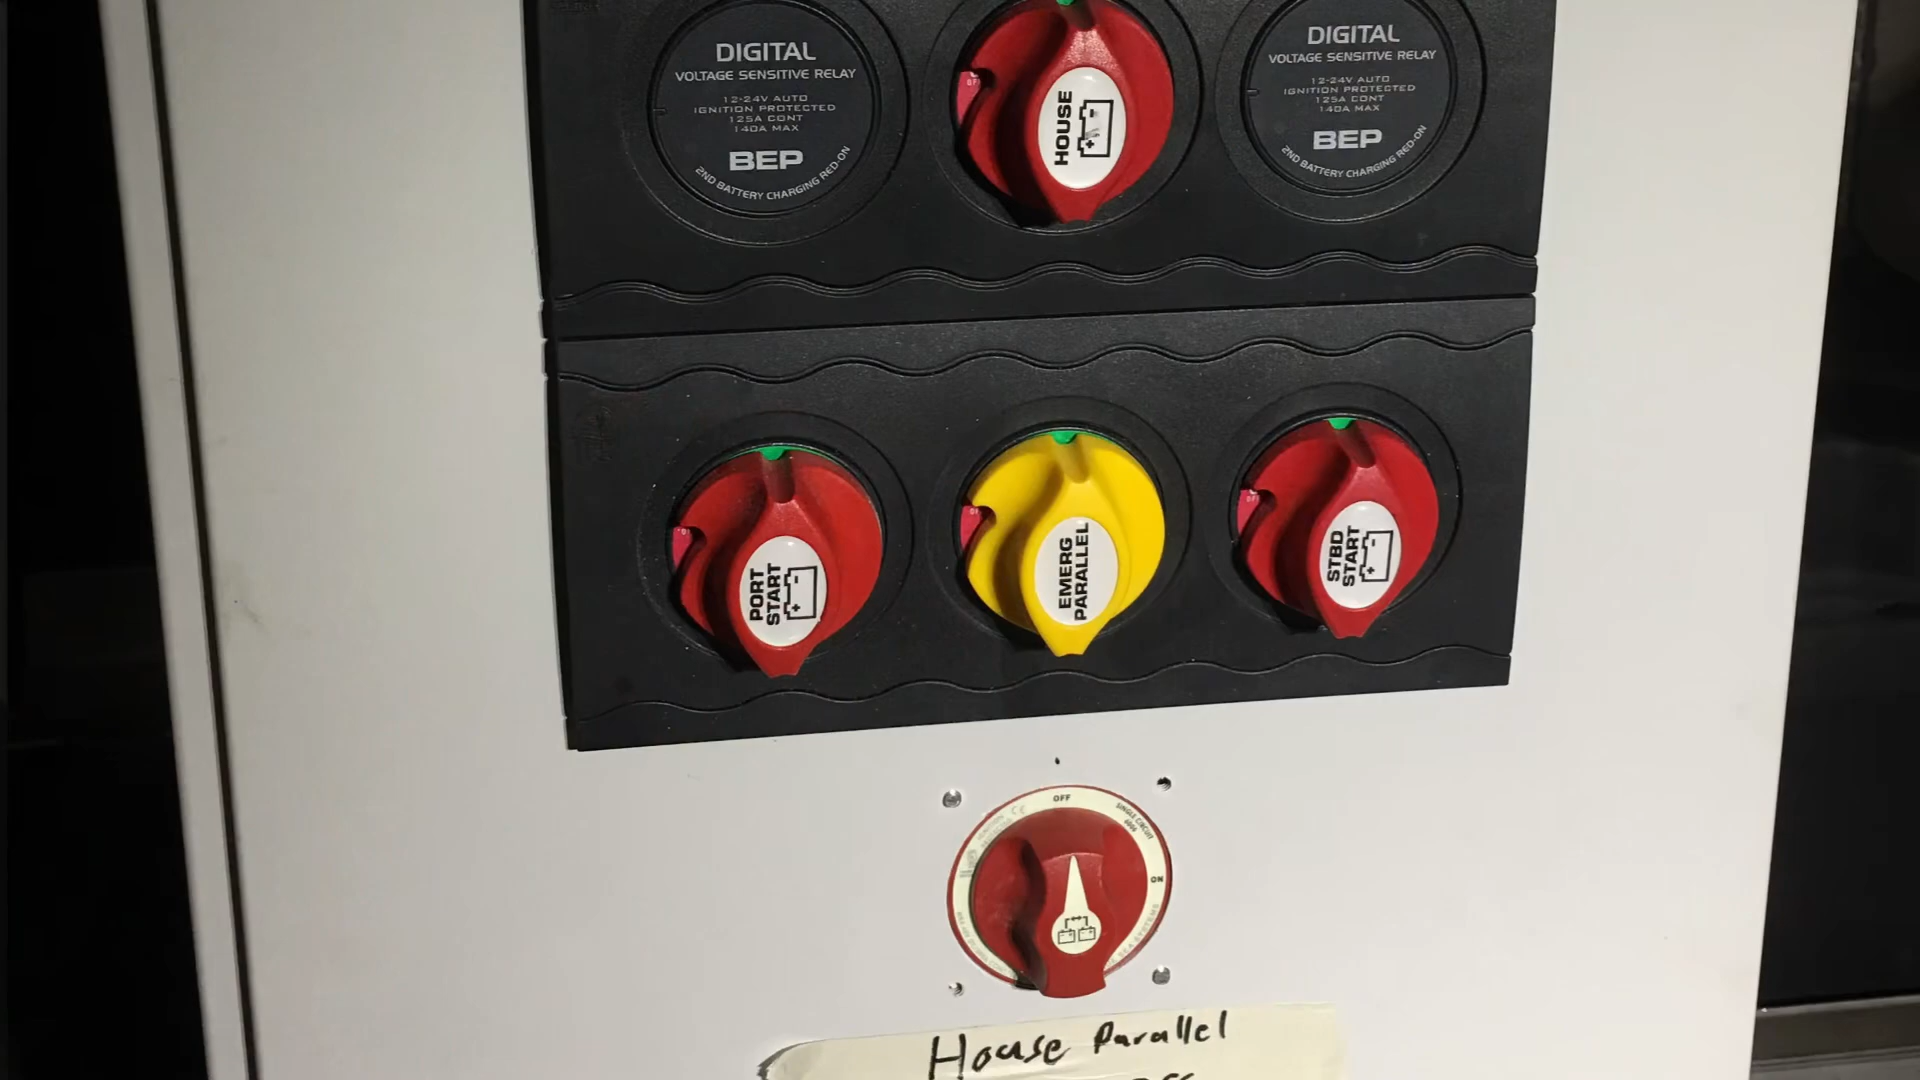 DIGITAL
VOLTAGE SENSITIVE RELAY
12-24V AUTO
IGNITION PROTECTED
125A CONT
140A MAX
BEP
2ND BATTERY CHARGING RED-ON
HOUSE
DIGITAL
VOLTAGE SENSITIVE RELAY
12-24V AUTO
IGNITION PROTECTED
125A CONT
140A MAX
BEP
2ND BATTERY CHARGING RED-ON
PORT
START
EMERG
PARALLEL
STBD
START
OFF
SINGLE CIRCUIT
ON
House Parallel